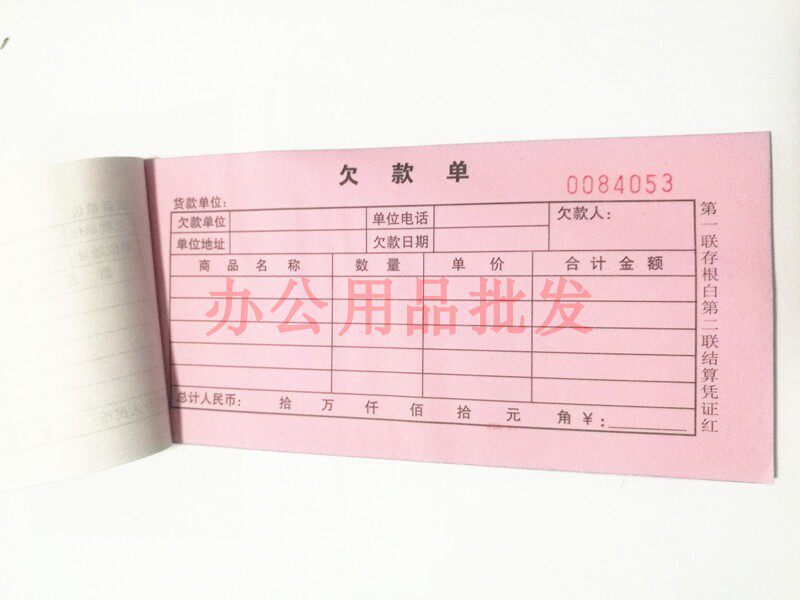 欠款单
0084053
货款单位：
欠款单位 单位电话 欠款人：
单位地址 欠款日期
商品名称 数量 单价 合计金额
办公用品批发
总计人民币： 拾 万 仟 佰 拾 元 角 ¥：
第一联存根白第二联结算凭证红